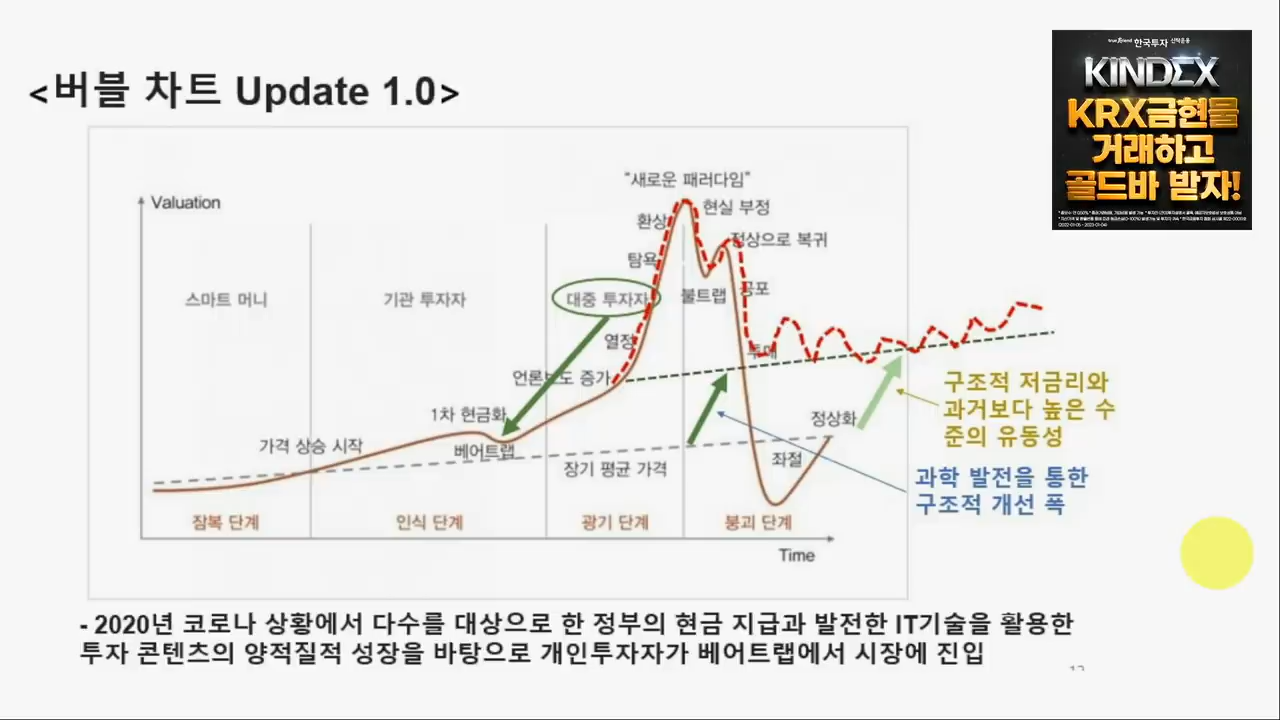 <버블 차트 Update 1.0>
true Friend 한국투자 신탁운용
KINDEX
KRX금현물
거래하고
골드바 받자!
"새로운 패러다임"
Valuation
환상
현실 부정
정상으로 복귀
탐욕
스마트 머니
기관 투자자
대중 투자자
불트랩
공포
열정
투매
언론보도 증가
구조적 저금리와
과거보다 높은 수
준의 유동성
1차 현금화
정상화
가격 상승 시작
베어트랩
장기 평균 가격
좌절
과학 발전을 통한
구조적 개선 폭
잠복 단계
인식 단계
광기 단계
붕괴 단계
Time
- 2020년 코로나 상황에서 다수를 대상으로 한 정부의 현금 지급과 발전한 IT기술을 활용한
투자 콘텐츠의 양적질적 성장을 바탕으로 개인투자자가 베어트랩에서 시장에 진입